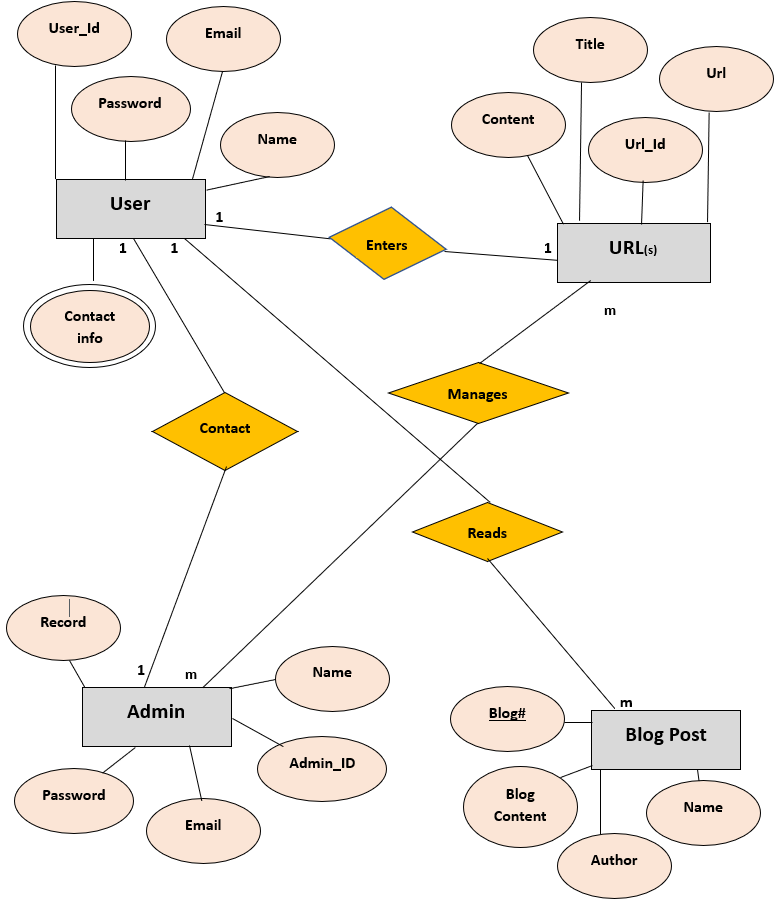 User_Id
Email
Title
Url
Password
Content
Name
Url_Id
User
1
Enters
1
URL(s)
1
1
m
Contact
info
Manages
Contact
Reads
Record
1
m
Name
m
Admin
Blog#
Blog Post
Admin_ID
Password
Blog
Content
Name
Email
Author